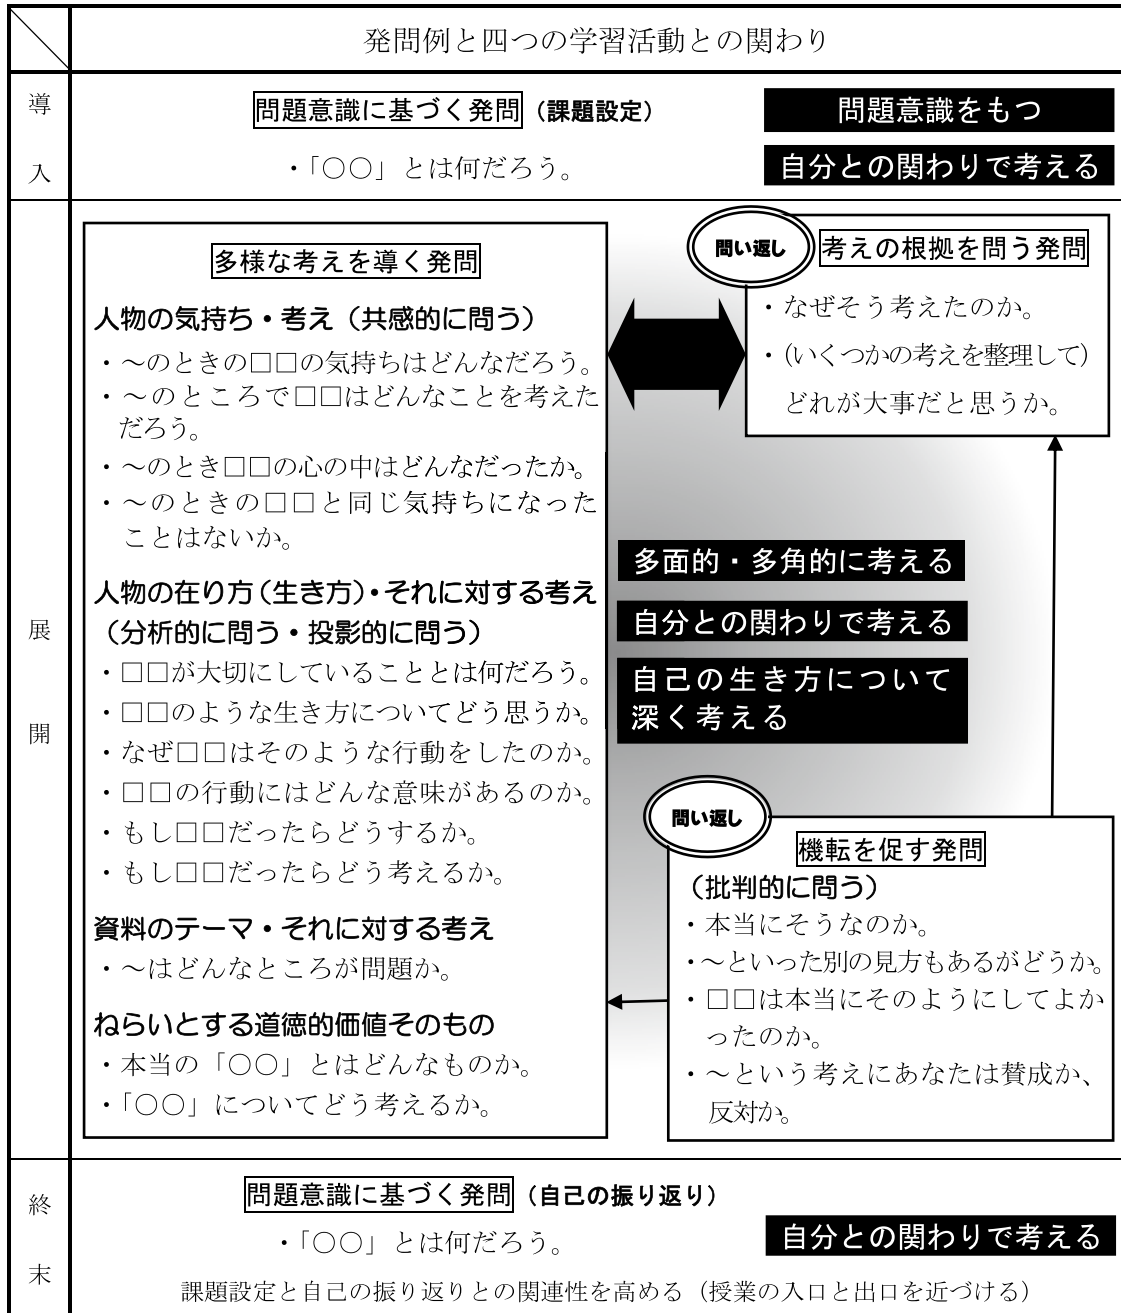 発問例と四つの学習活動との関わり
導入
問題意識に基づく発問（課題設定）
・「○○」とは何だろう。
問題意識をもつ
自分との関わりで考える
展開
多様な考えを導く発問
人物の気持ち・考え（共感的に問う）
・～のときの□□の気持ちはどんなだろう。
・～のところで□□はどんなことを考えた
だろう。
・～のとき□□の心の中はどんなだったか。
・～のときの□□と同じ気持ちになった
ことはないか。
人物の在り方（生き方）・それに対する考え
（分析的に問う・投影的に問う）
・□□が大切にしていることとは何だろう。
・□□のような生き方についてどう思うか。
・なぜ□□はそのような行動をしたのか。
・□□の行動にはどんな意味があるのか。
・もし□□だったらどうするか。
・もし□□だったらどう考えるか。
資料のテーマ・それに対する考え
・～はどんなところが問題か。
ねらいとする道徳的価値そのもの
・本当の「○○」とはどんなものか。
・「○○」についてどう考えるか。
問い返し
考えの根拠を問う発問
・なぜそう考えたのか。
・（いくつかの考えを整理して）
どれが大事だと思うか。
多面的・多角的に考える
自分との関わりで考える
自己の生き方について
深く考える
問い返し
機転を促す発問
（批判的に問う）
・本当にそうなのか。
・～といった別の見方もあるがどうか。
・□□は本当にそのようにしてよか
ったのか。
・～という考えにあなたは賛成か、
反対か。
終末
問題意識に基づく発問（自己の振り返り）
・「○○」とは何だろう。
自分との関わりで考える
課題設定と自己の振り返りとの関連性を高める（授業の入口と出口を近づける）